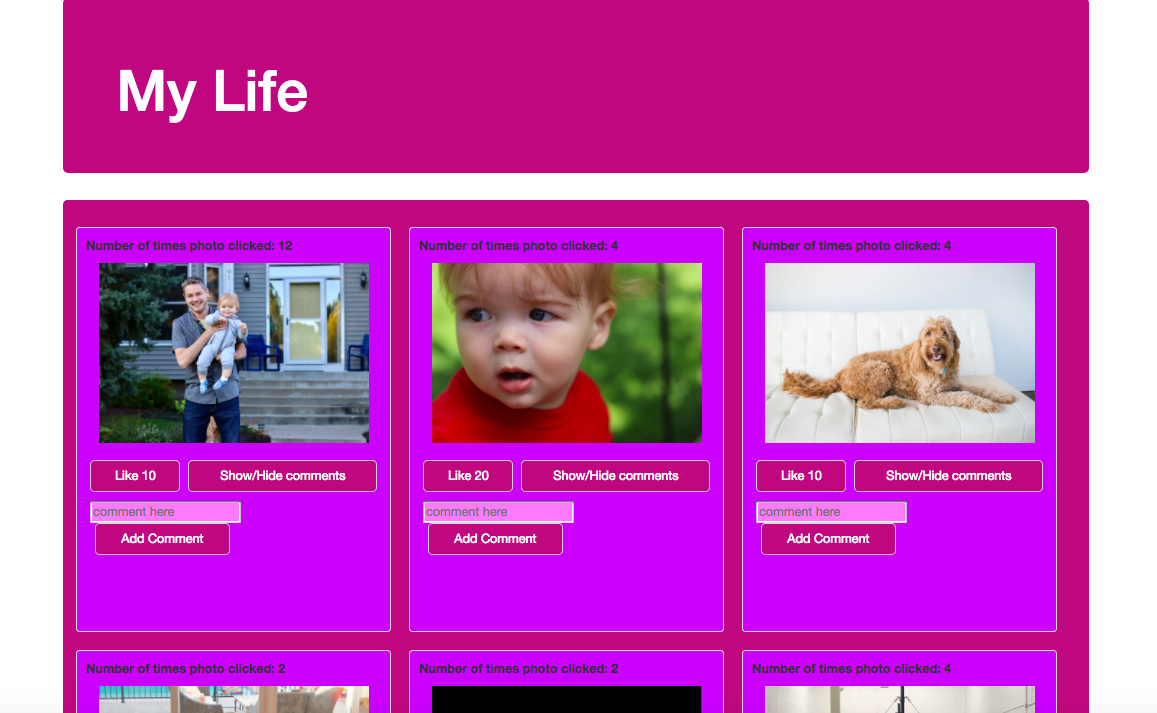 My Life
Number of times photo clicked: 12
Number of times photo clicked: 4
Number of times photo clicked: 4
Like 10
Show/Hide comments
Like 20
Show/Hide comments
Like 10
Show/Hide comments
comment here
comment here
comment here
Add Comment
Add Comment
Add Comment
Number of times photo clicked: 2
Number of times photo clicked: 2
Number of times photo clicked: 4